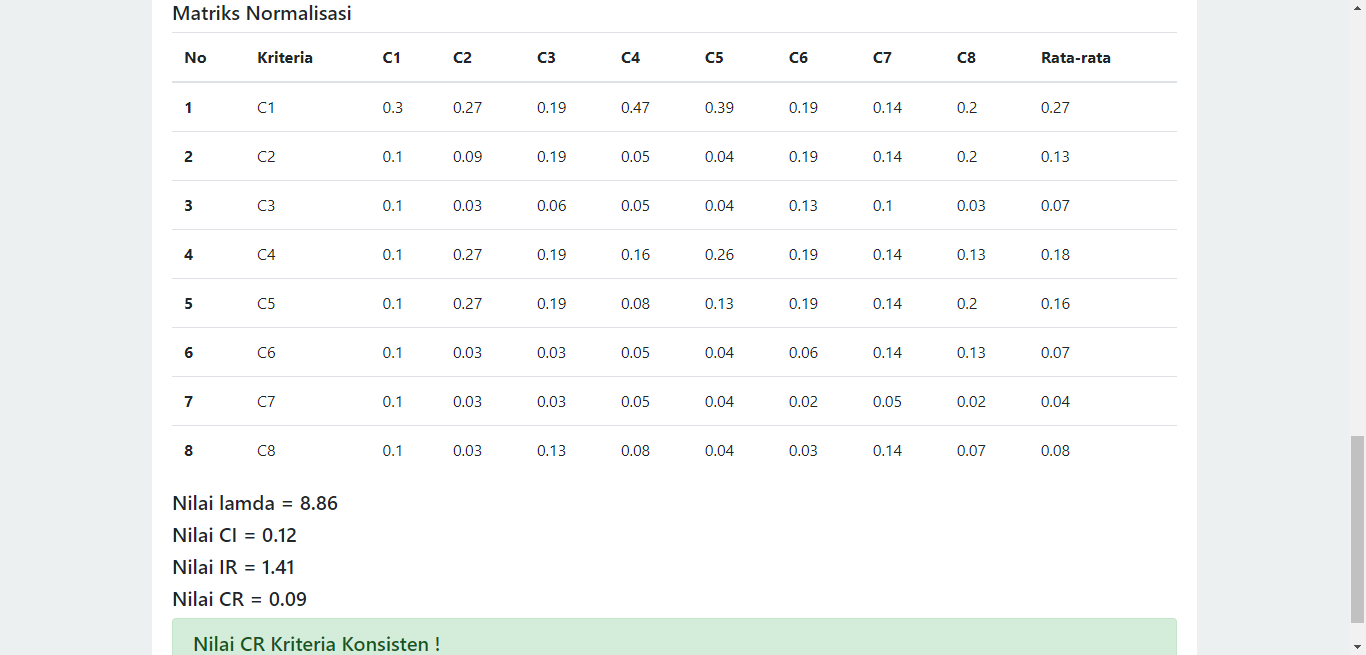 Matriks Normalisasi
No Kriteria C1 C2 C3 C4 C5 C6 C7 C8 Rata-rata
1 C1 0.3 0.27 0.19 0.47 0.39 0.19 0.14 0.2 0.27
2 C2 0.1 0.09 0.19 0.05 0.04 0.19 0.14 0.2 0.13
3 C3 0.1 0.03 0.06 0.05 0.04 0.13 0.1 0.03 0.07
4 C4 0.1 0.27 0.19 0.16 0.26 0.19 0.14 0.13 0.18
5 C5 0.1 0.27 0.19 0.08 0.13 0.19 0.14 0.2 0.16
6 C6 0.1 0.03 0.03 0.05 0.04 0.06 0.14 0.13 0.07
7 C7 0.1 0.03 0.03 0.05 0.04 0.02 0.05 0.02 0.04
8 C8 0.1 0.03 0.13 0.08 0.04 0.03 0.14 0.07 0.08
Nilai lamda = 8.86
Nilai CI = 0.12
Nilai IR = 1.41
Nilai CR = 0.09
Nilai CR Kriteria Konsisten !